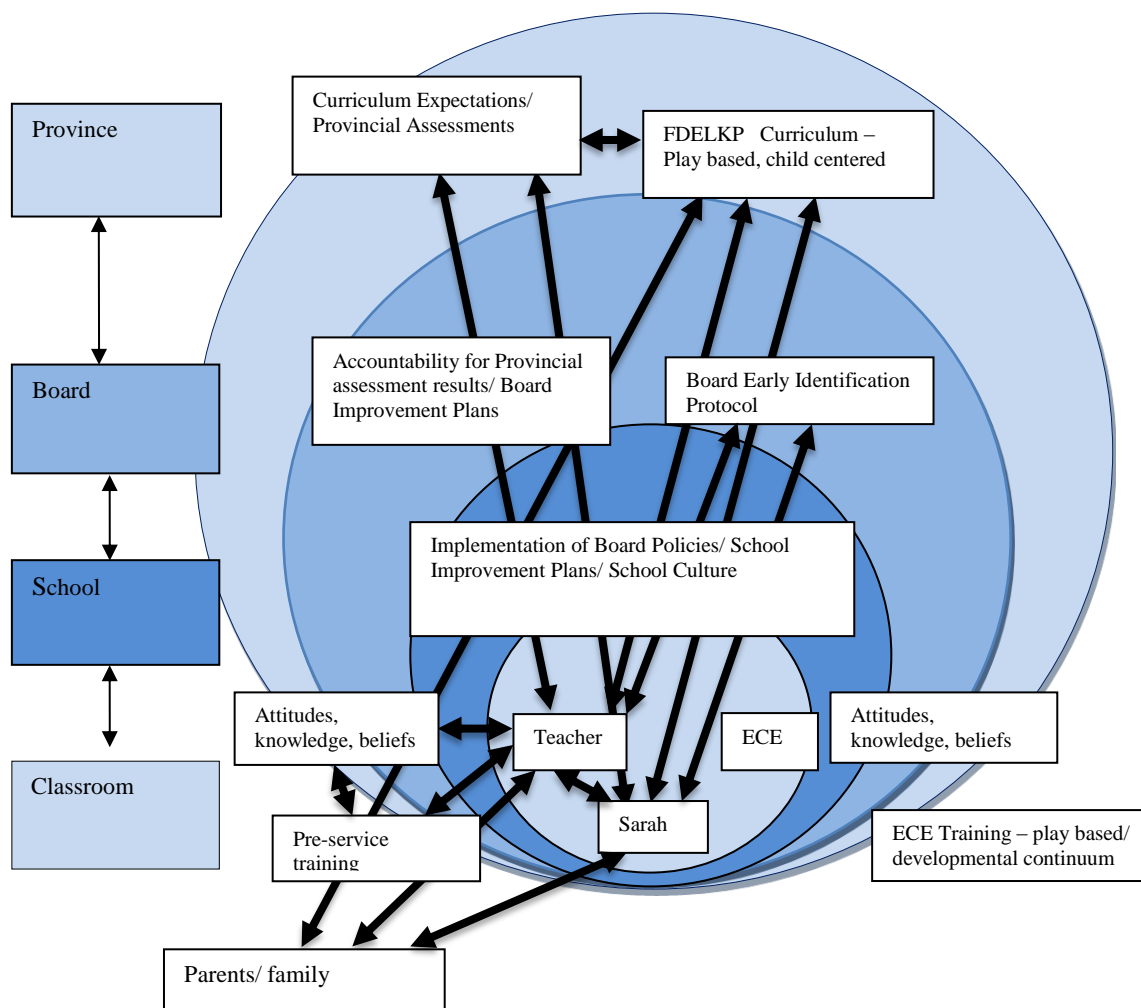 Province
Curriculum Expectations/
Provincial Assessments
FDELKP   Curriculum –
Play based, child centered
Board
Accountability for Provincial
assessment results/ Board
Improvement Plans
Board Early Identification
Protocol
School
Implementation of Board Policies/ School
Improvement Plans/ School Culture
Classroom
Attitudes,
knowledge, beliefs
Teacher
ECE
Attitudes,
knowledge, beliefs
Pre-service
training
Sarah
ECE Training – play based/
developmental continuum
Parents/ family